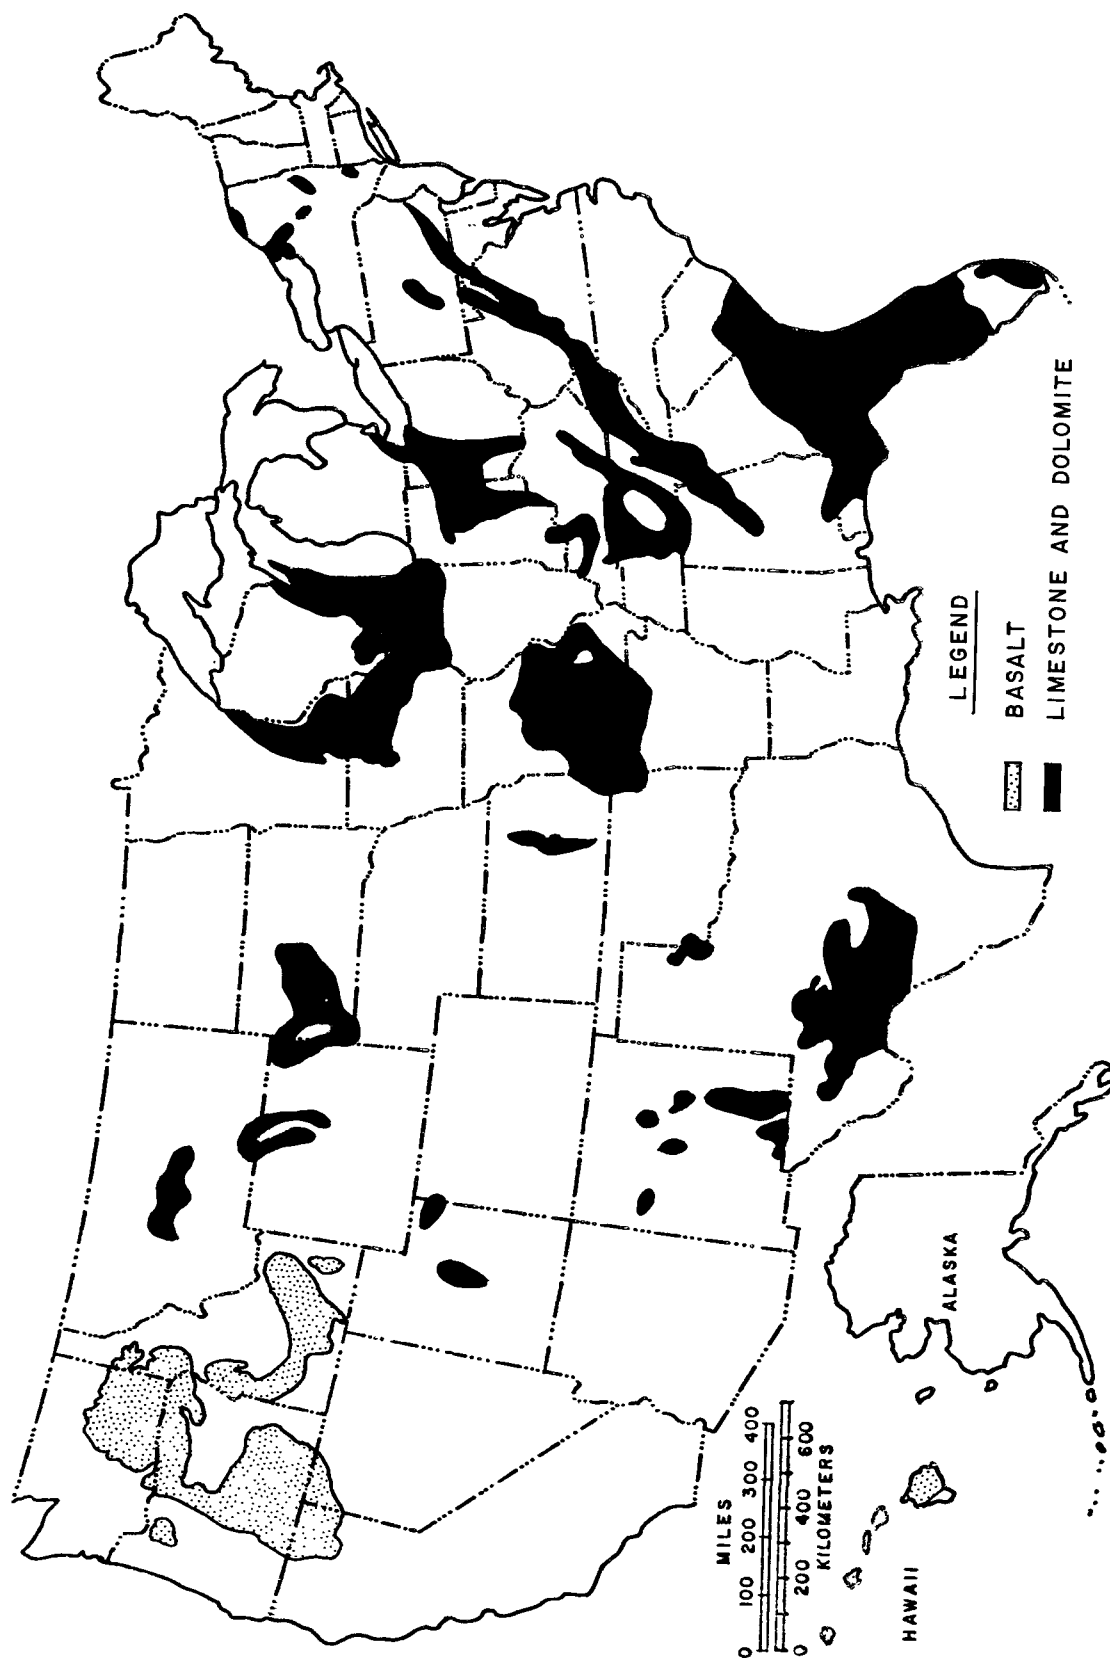 MILES
0 100 200 300 400
0 200 400 600
KILOMETERS
HAWAII
ALASKA
LEGEND
BASALT
LIMESTONE AND DOLOMITE